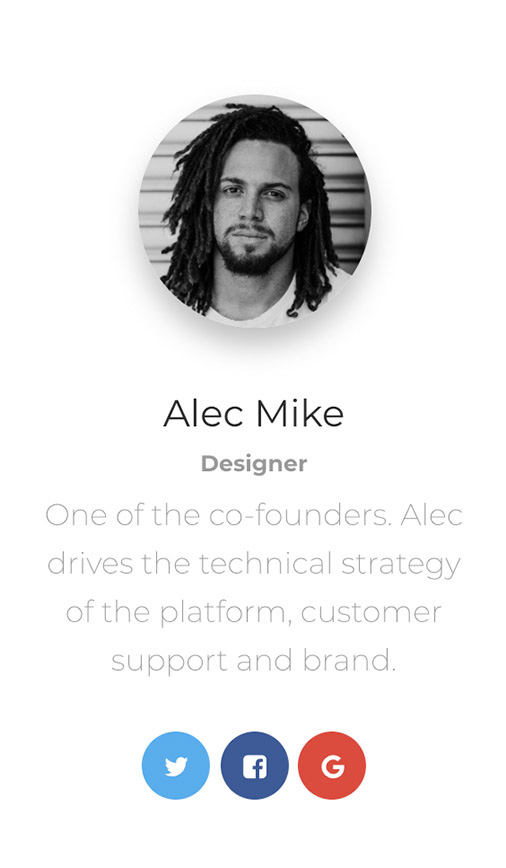 Alec Mike
Designer
One of the co-founders. Alec
drives the technical strategy
of the platform, customer
support and brand.